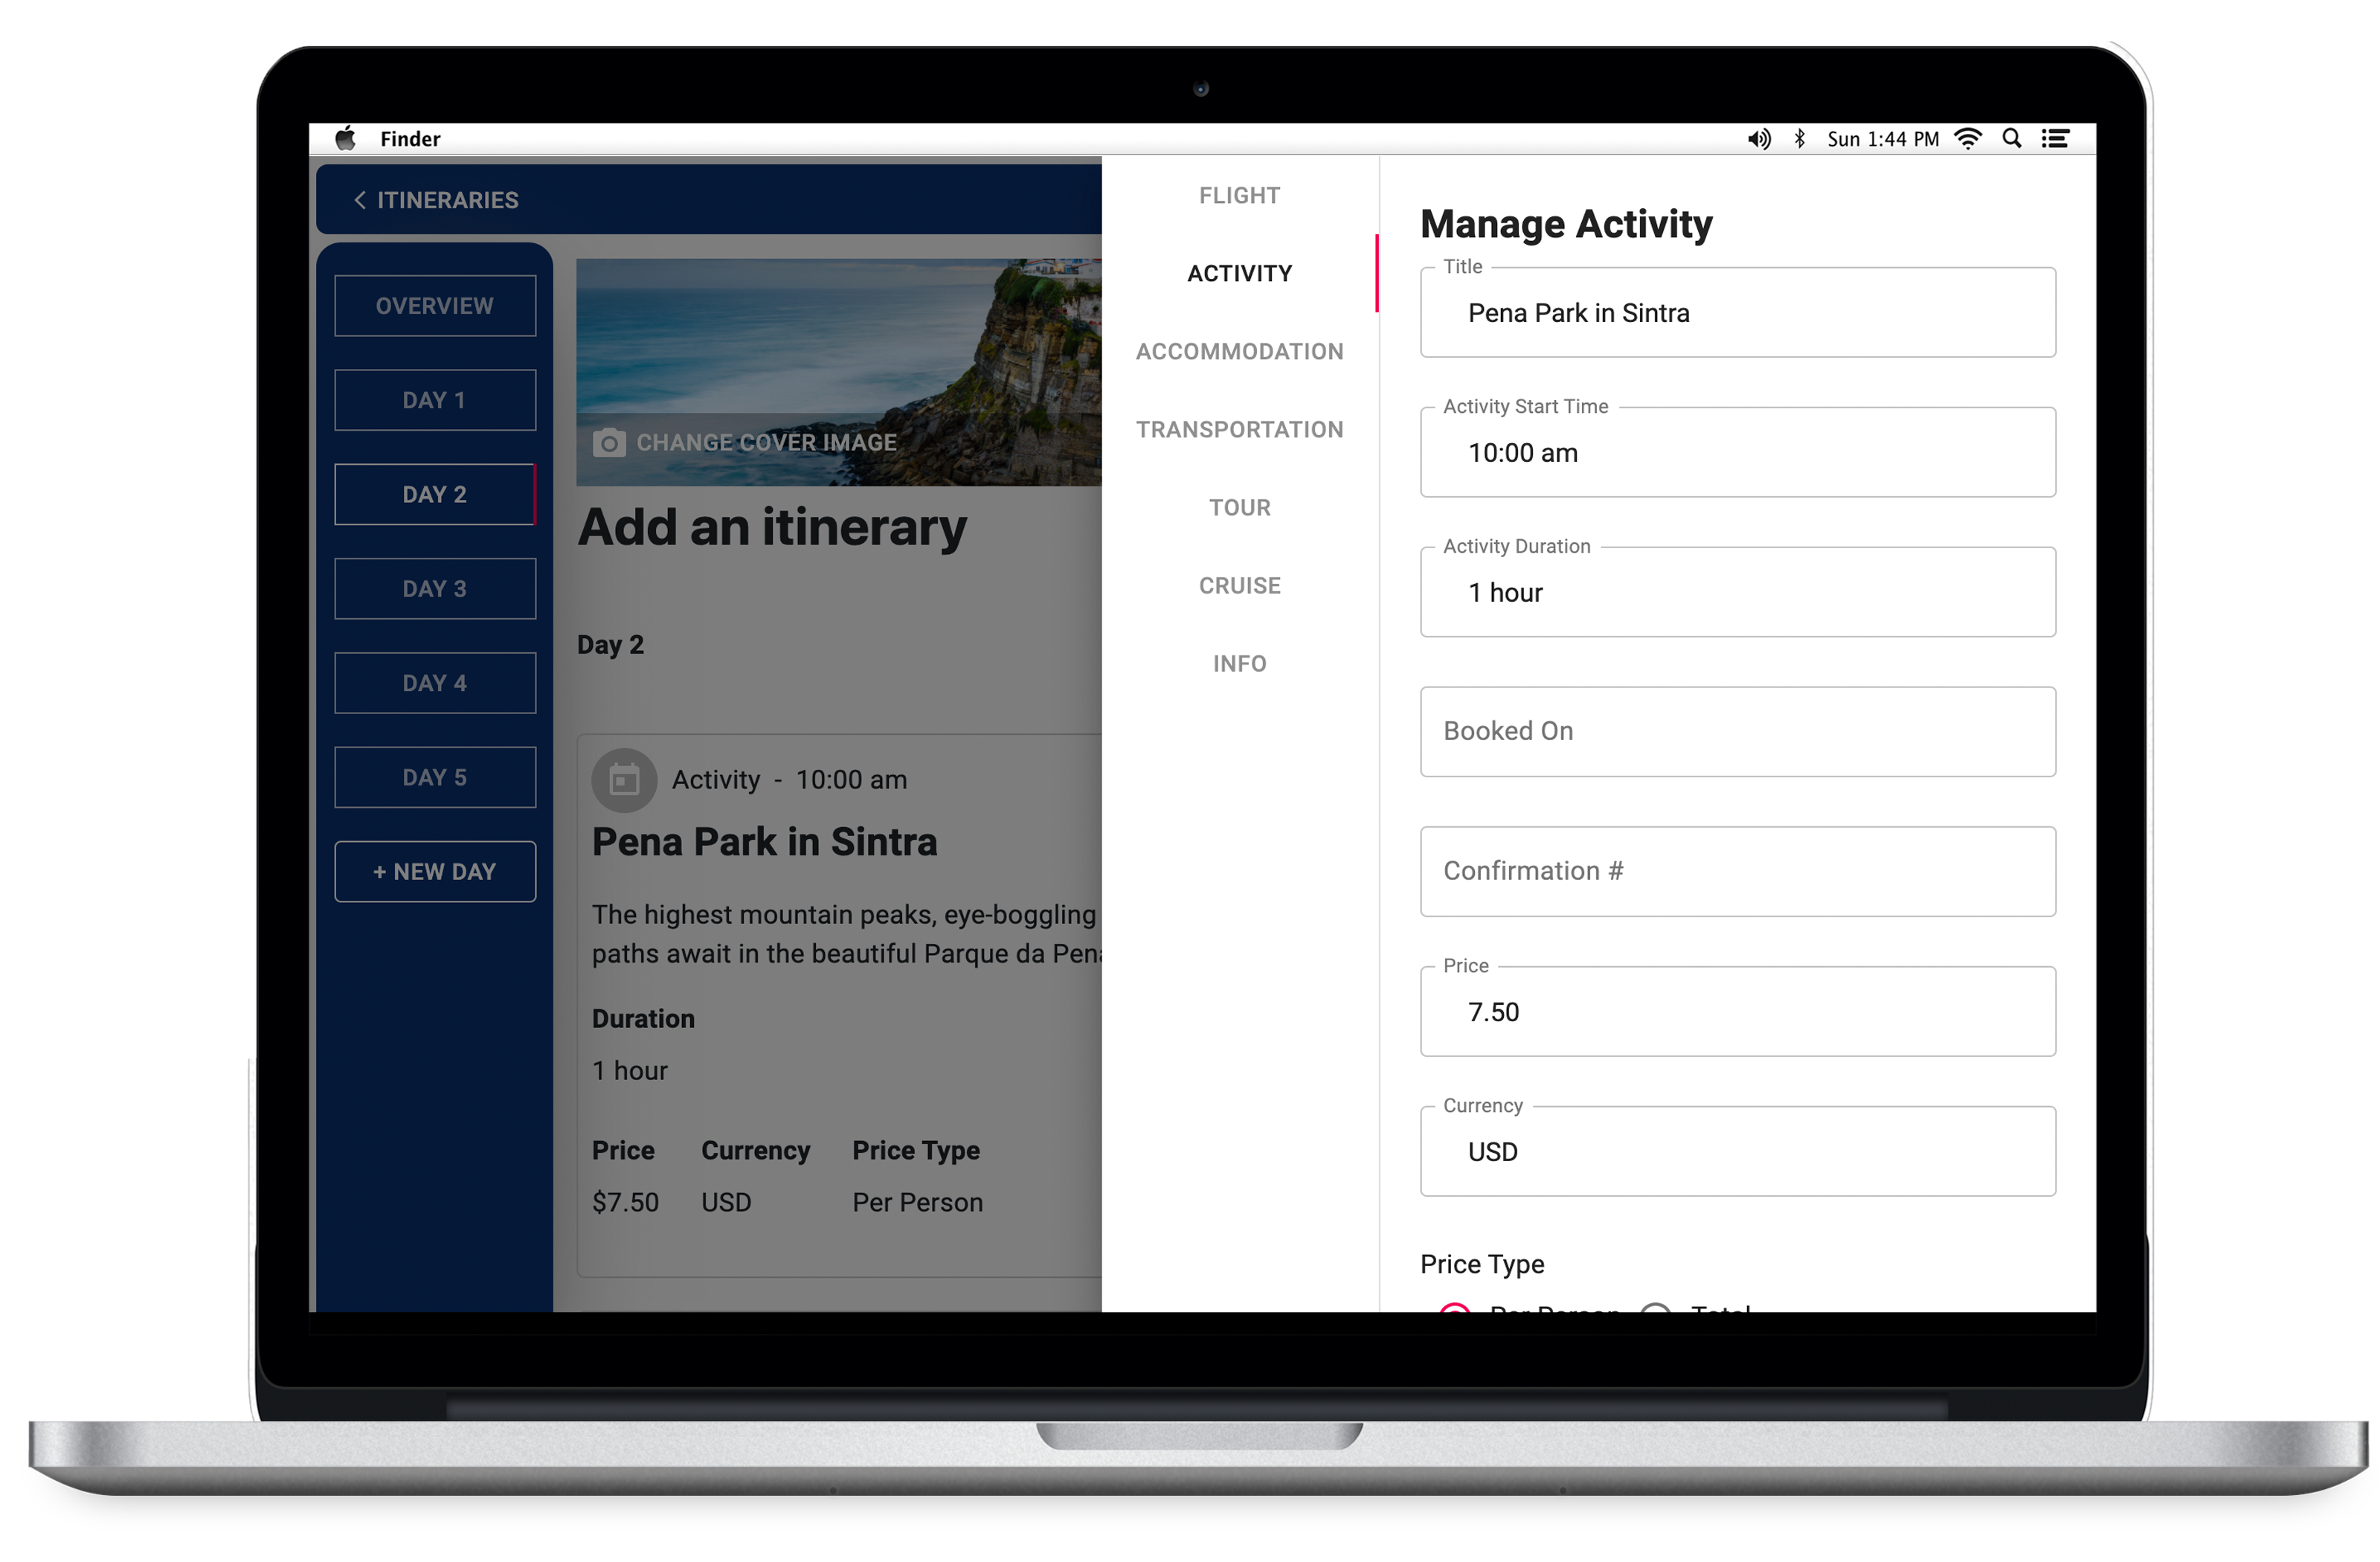 Finder
Sun 1:44 PM
ITINERARIES
OVERVIEW
DAY 1
DAY 2
DAY 3
DAY 4
DAY 5
+ NEW DAY
CHANGE COVER IMAGE
Add an itinerary
Day 2
Activity - 10:00 am
Pena Park in Sintra
The highest mountain peaks, eye-boggling
paths await in the beautiful Parque da Pena
Duration
1 hour
Price Currency Price Type
$7.50 USD Per Person
FLIGHT
ACTIVITY
ACCOMMODATION
TRANSPORTATION
TOUR
CRUISE
INFO
Manage Activity
Title
Pena Park in Sintra
Activity Start Time
10:00 am
Activity Duration
1 hour
Booked On
Confirmation #
Price
7.50
Currency
USD
Price Type
Per Person Total